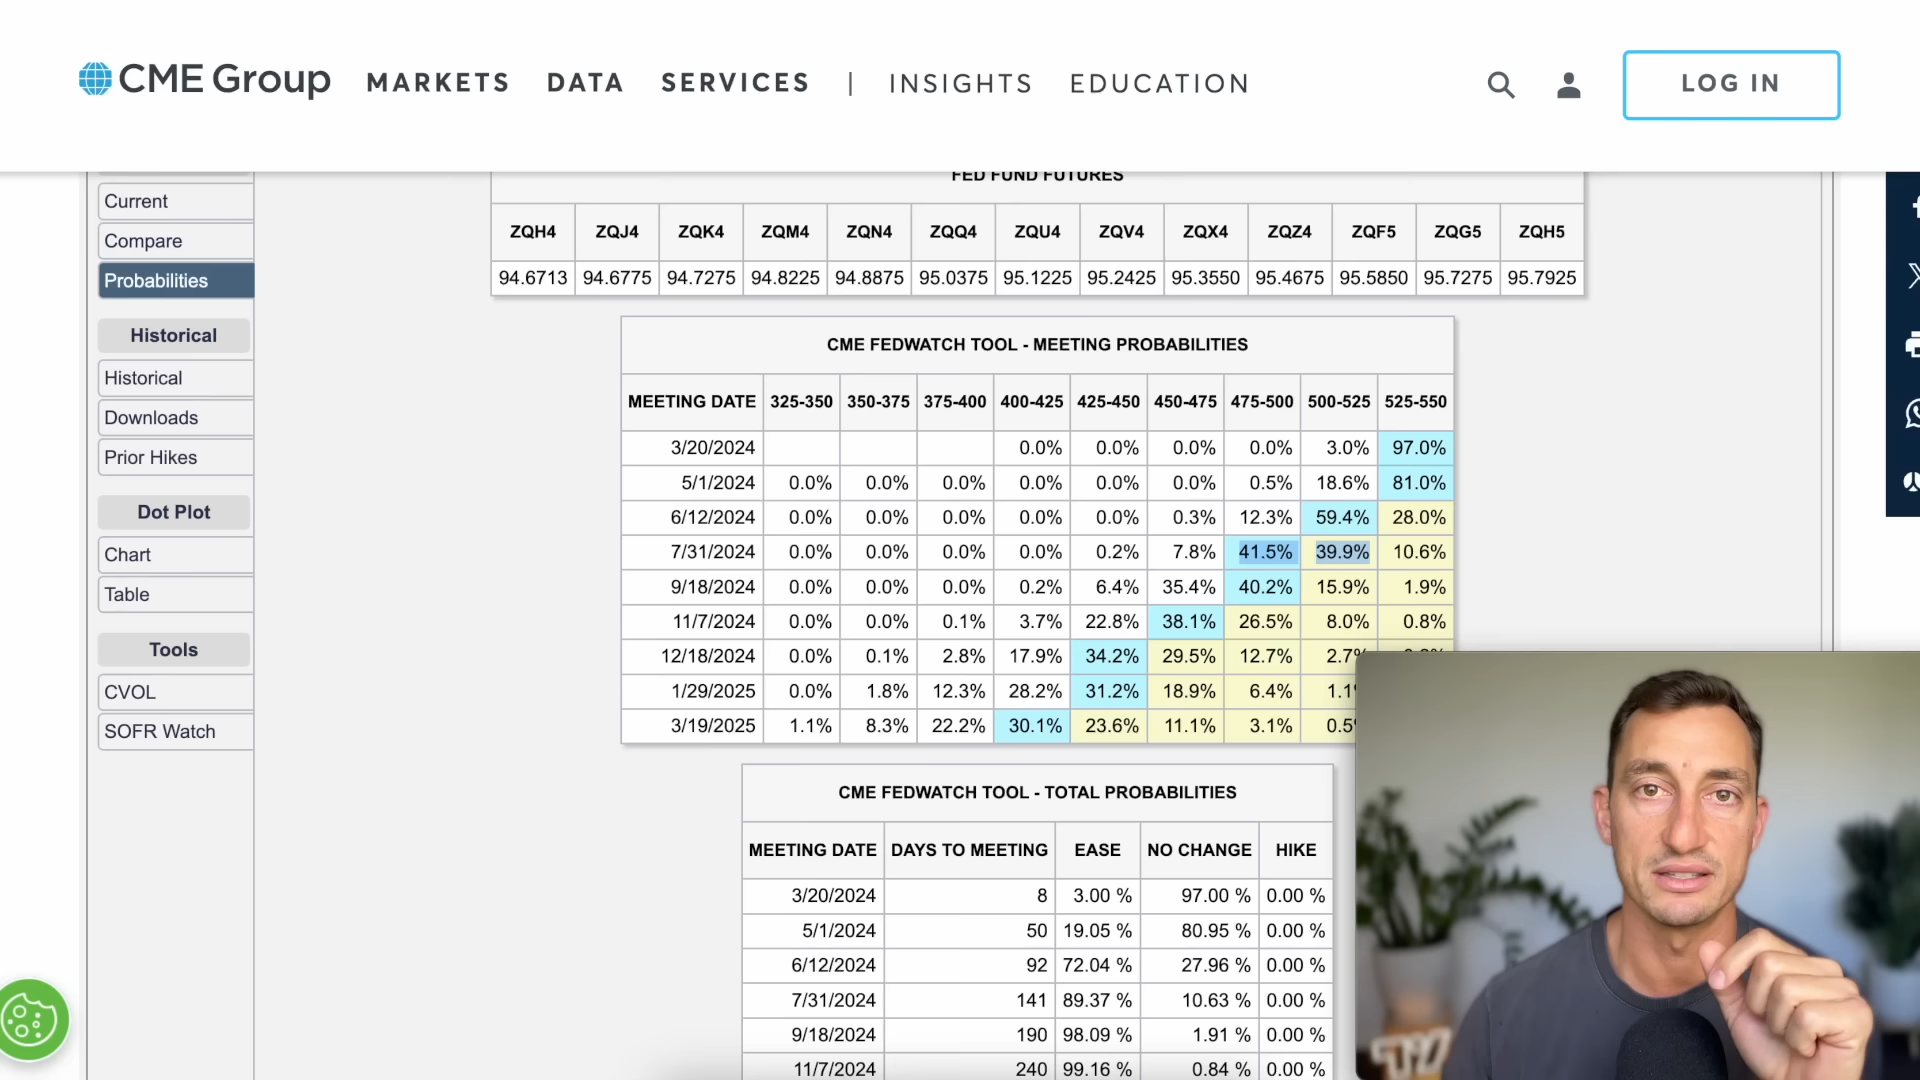 CME Group MARKETS DATA SERVICES | INSIGHTS EDUCATION LOG IN
Current
Compare
Probabilities
Historical
Historical
Downloads
Prior Hikes
Dot Plot
Chart
Table
Tools
CVOL
SOFR Watch
FED FUND FUTURES
ZQH4 ZQJ4 ZQK4 ZQM4 ZQN4 ZQQ4 ZQU4 ZQV4 ZQX4 ZQZ4 ZQF5 ZQG5 ZQH5
94.6713 94.6775 94.7275 94.8225 94.8875 95.0375 95.1225 95.2425 95.3550 95.4675 95.5850 95.7275 95.7925
CME FEDWATCH TOOL - MEETING PROBABILITIES
MEETING DATE 325-350 350-375 375-400 400-425 425-450 450-475 475-500 500-525 525-550
3/20/2024 0.0% 0.0% 0.0% 0.0% 3.0% 97.0%
5/1/2024 0.0% 0.0% 0.0% 0.0% 0.0% 0.0% 0.5% 18.6% 81.0%
6/12/2024 0.0% 0.0% 0.0% 0.0% 0.0% 0.3% 12.3% 59.4% 28.0%
7/31/2024 0.0% 0.0% 0.0% 0.0% 0.2% 7.8% 41.5% 39.9% 10.6%
9/18/2024 0.0% 0.0% 0.0% 0.2% 6.4% 35.4% 40.2% 15.9% 1.9%
11/7/2024 0.0% 0.0% 0.1% 3.7% 22.8% 38.1% 26.5% 8.0% 0.8%
12/18/2024 0.0% 0.1% 2.8% 17.9% 34.2% 29.5% 12.7% 2.7%
1/29/2025 0.0% 1.8% 12.3% 28.2% 31.2% 18.9% 6.4% 1.1
3/19/2025 1.1% 8.3% 22.2% 30.1% 23.6% 11.1% 3.1% 0.5
CME FEDWATCH TOOL - TOTAL PROBABILITIES
MEETING DATE DAYS TO MEETING EASE NO CHANGE HIKE
3/20/2024 8 3.00 % 97.00 % 0.00 %
5/1/2024 50 19.05 % 80.95 % 0.00 %
6/12/2024 92 72.04 % 27.96 % 0.00 %
7/31/2024 141 89.37 % 10.63 % 0.00 %
9/18/2024 190 98.09 % 1.91 % 0.00 %
11/7/2024 240 99.16 % 0.84 % 0.00 %